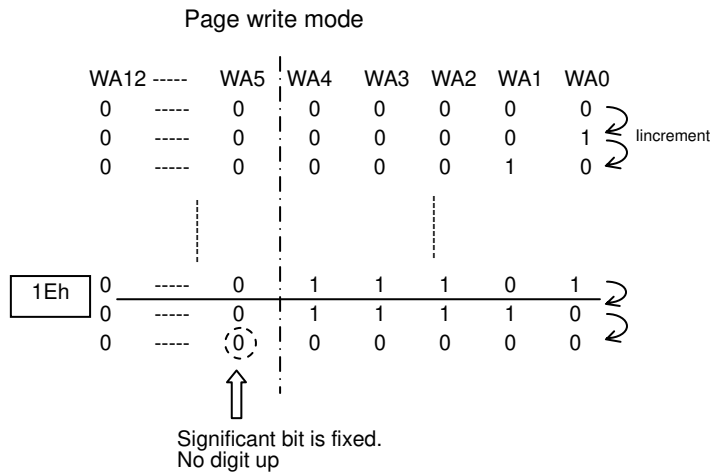 Page write mode
WA12 ----- WA5 WA4 WA3 WA2 WA1 WA0
0 ----- 0 0 0 0 0 0
0 ----- 0 0 0 0 0 1 Iincrement
0 ----- 0 0 0 0 1 0
1Eh 0 ----- 0 1 1 1 0 1
0 ----- 0 1 1 1 1 0
0 ----- 0 0 0 0 0 0
Significant bit is fixed.
No digit up